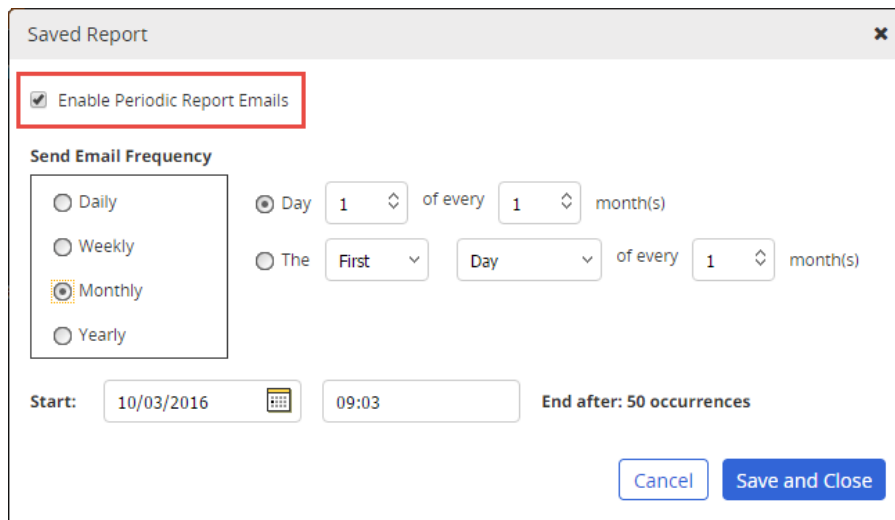 Saved Report
Enable Periodic Report Emails
Send Email Frequency
Daily
Weekly
Monthly
Yearly
Day 1 of every 1 month(s)
The First Day of every 1 month(s)
Start: 10/03/2016 09:03 End after: 50 occurrences
Cancel Save and Close